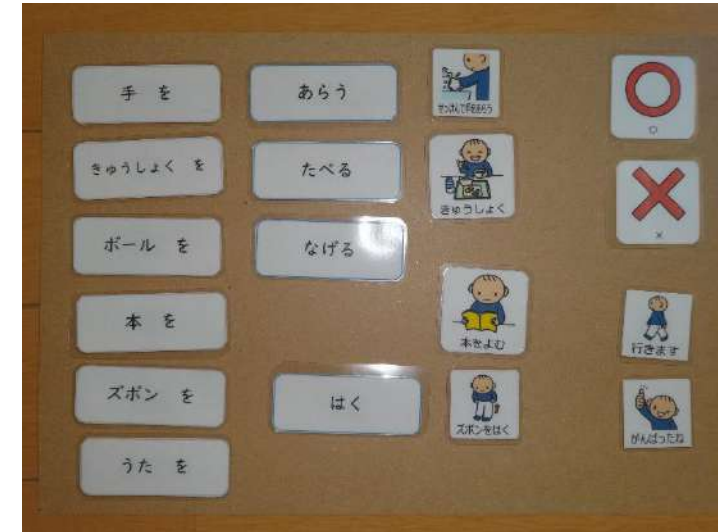 手 を
あらう
せっけんで手をあらう
○
きゅうしょく を
たべる
きゅうしょく
×
ボール を
なげる
本 を
本をよむ
行きます
ズボン を
はく
ズボンをはく
がんばったね
うた を